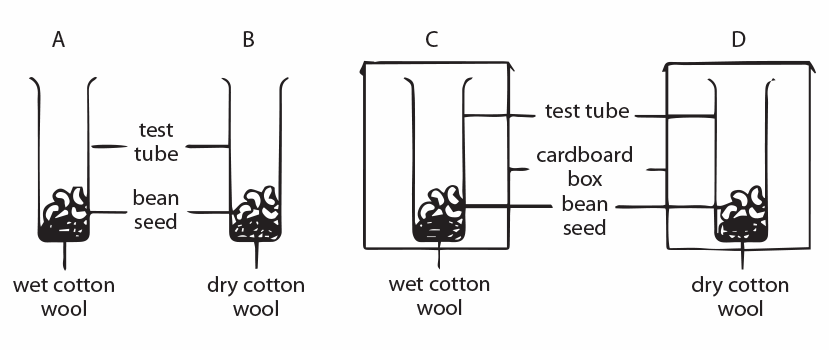 A
B
C
D
test
tube
bean
seed
test tube
cardboard
box
bean
seed
wet cotton
wool
dry cotton
wool
wet cotton
wool
dry cotton
wool